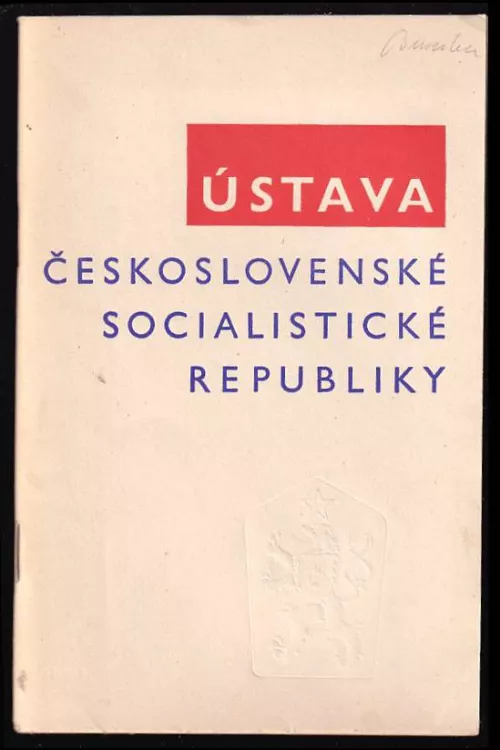 ÚSTAVA
ČESKOSLOVENSKÉ
SOCIALISTICKÉ
REPUBLIKY